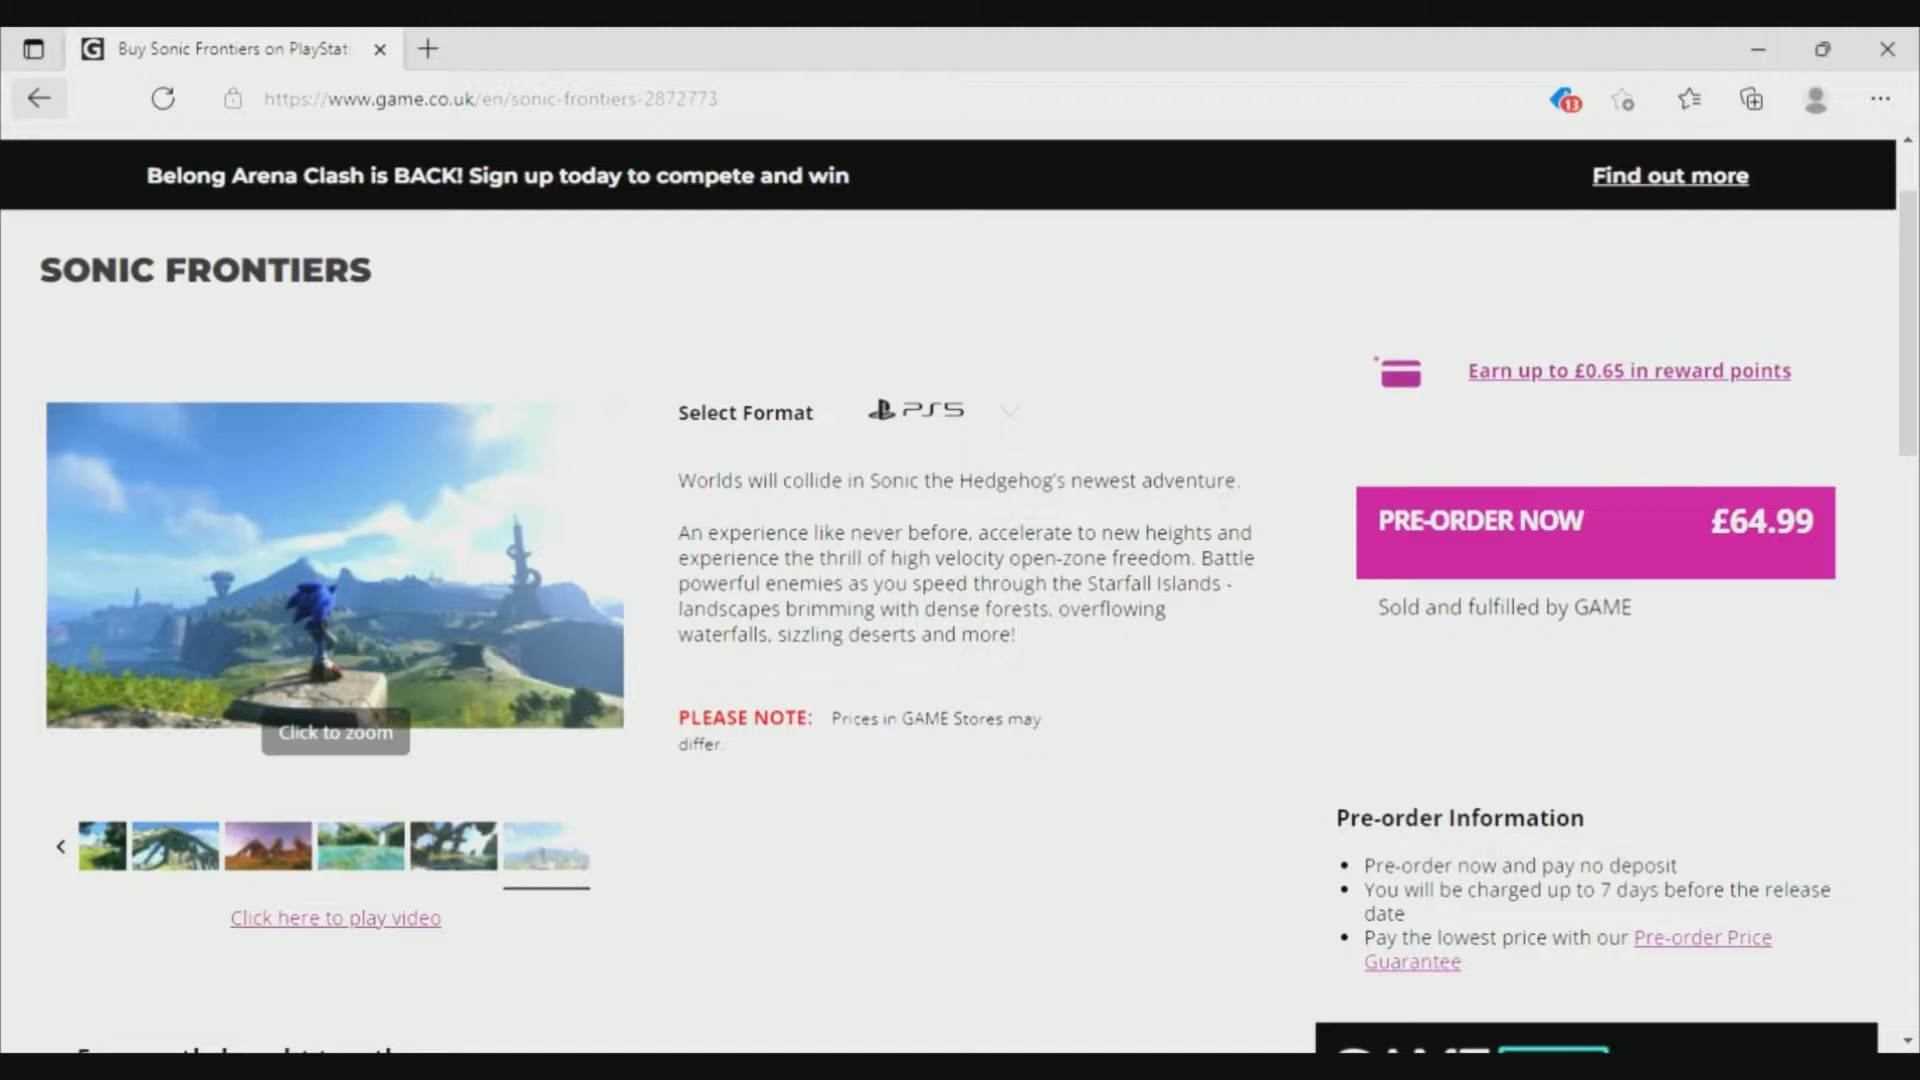 Buy Sonic Frontiers on PlayStat
https://www.game.co.uk/en/sonic-frontiers-2872773
13
Belong Arena Clash is BACK! Sign up today to compete and win
Find out more
SONIC FRONTIERS
Earn up to £0.65 in reward points
Select Format
PS5
Worlds will collide in Sonic the Hedgehog's newest adventure.
An experience like never before, accelerate to new heights and
experience the thrill of high velocity open-zone freedom. Battle
powerful enemies as you speed through the Starfall Islands -
landscapes brimming with dense forests, overflowing
waterfalls, sizzling deserts and more!
PRE-ORDER NOW £64.99
Sold and fulfilled by GAME
PLEASE NOTE: Prices in GAME Stores may
differ.
Click to zoom
Click here to play video
Pre-order Information
Pre-order now and pay no deposit
You will be charged up to 7 days before the release
date
Pay the lowest price with our Pre-order Price
Guarantee